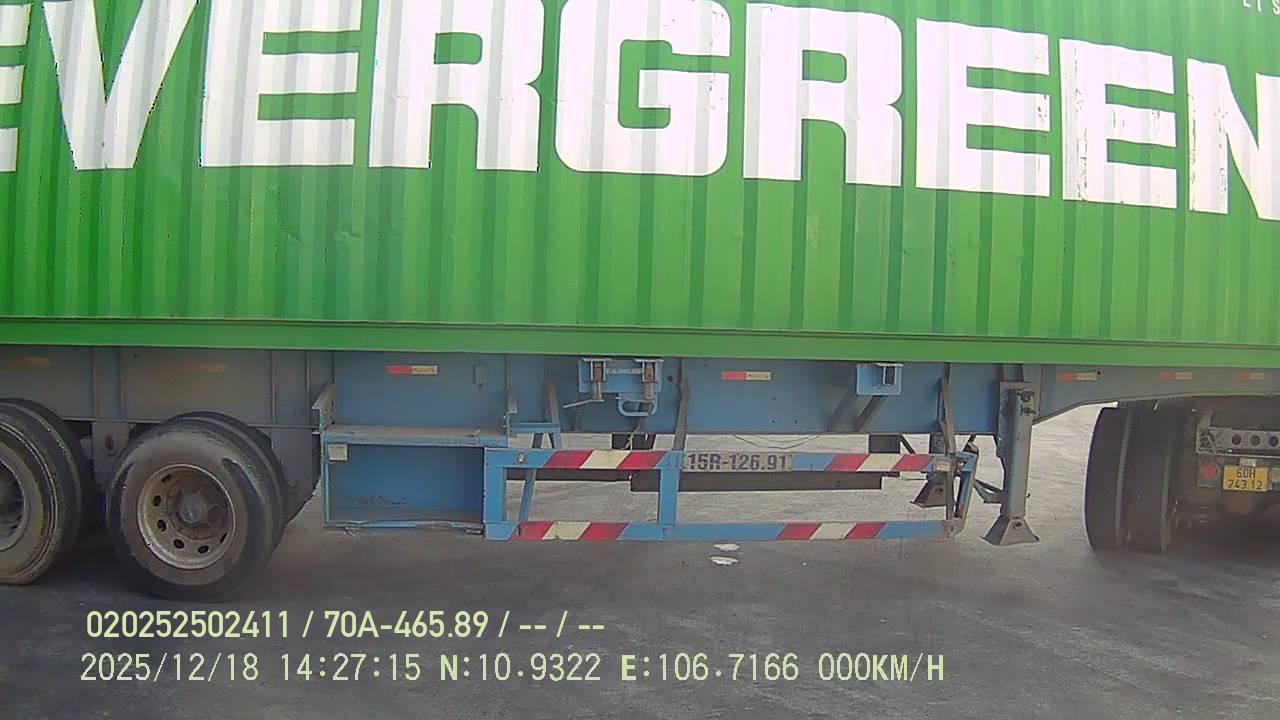 EVERGREEN
15R-126.91
60H
243.12
020252502411 / 70A-465.89 / -- / --
2025/12/18 14:27:15 N:10.9322 E:106.7166 000KM/H